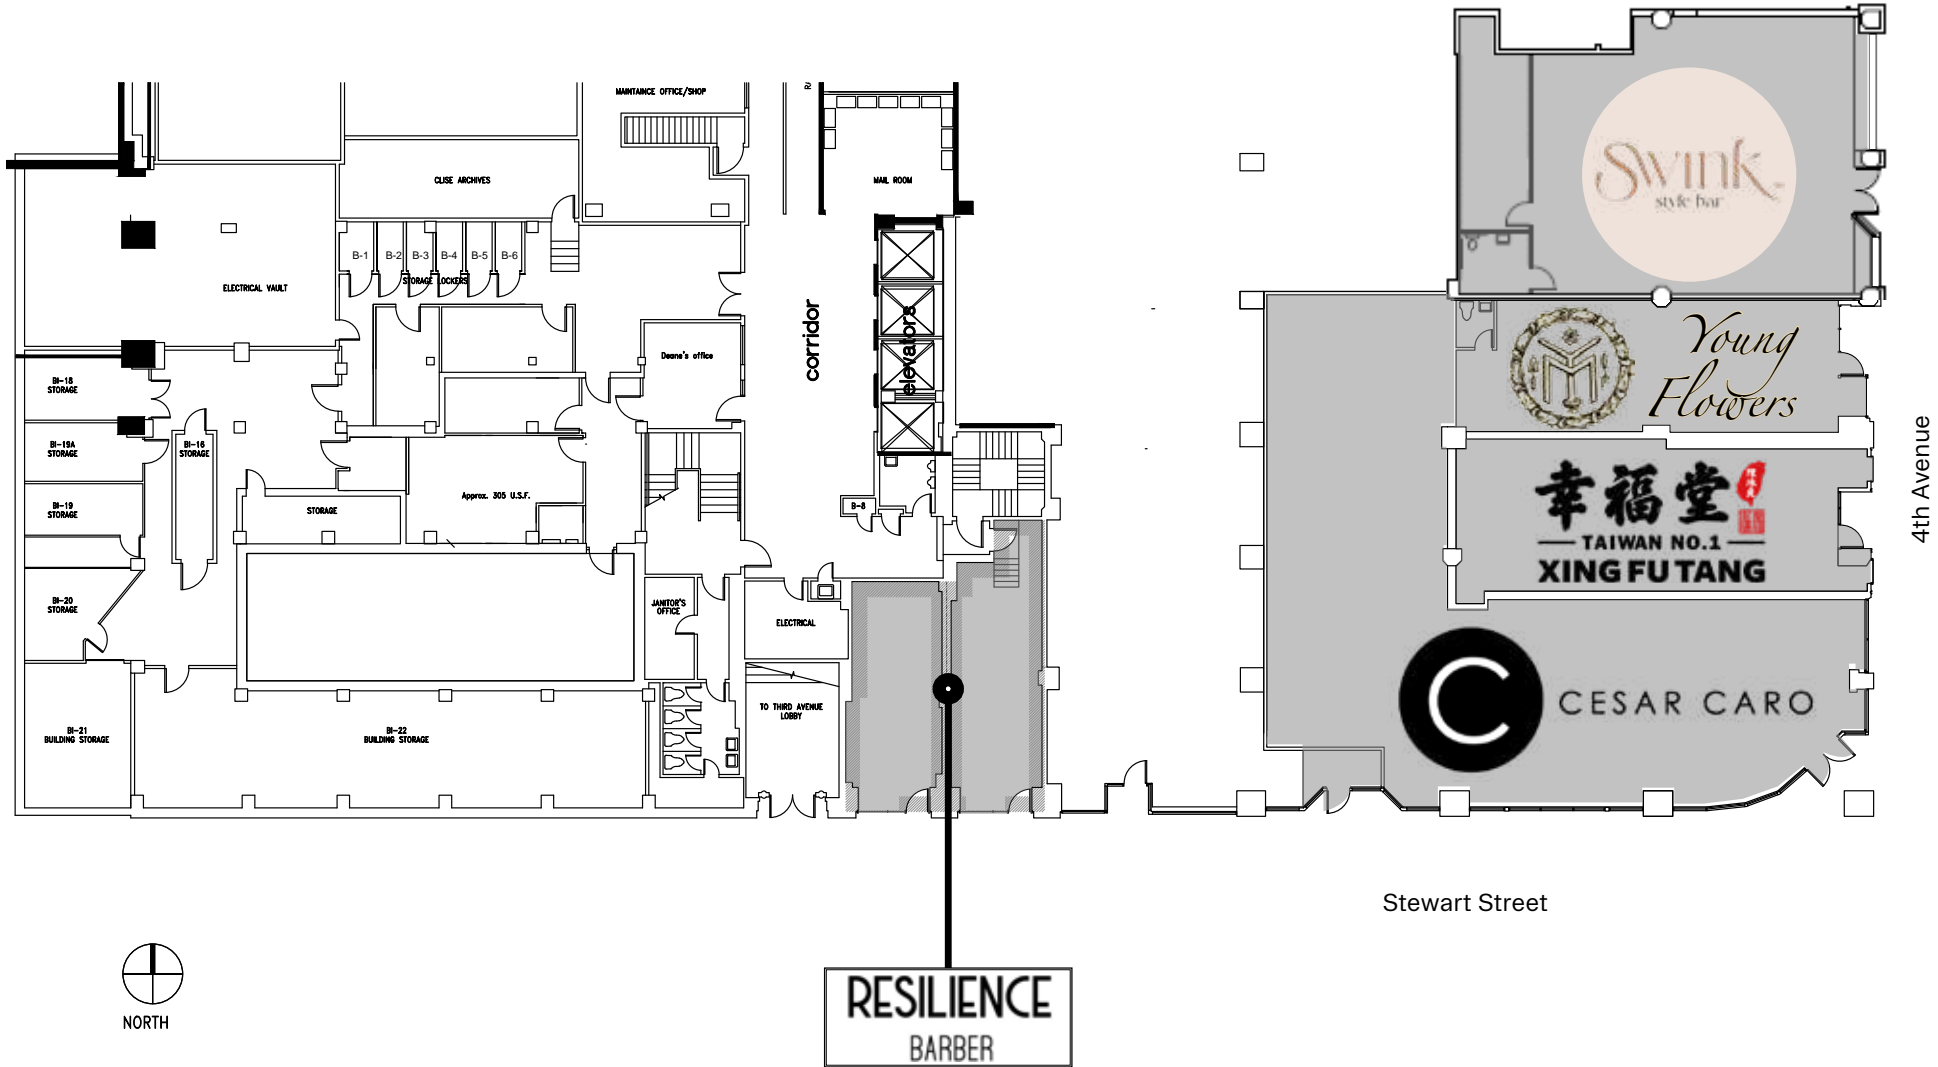 MAINTAINCE OFFICE/SHOP
CLISE ARCHIVES
MAIL ROOM
Swink
style bar
B-1
B-2
B-3
B-4
B-5
B-6
STORAGE LOCKERS
ELECTRICAL VAULT
corridor
elevators
Young
Flowers
Deane's office
BI-18
STORAGE
BI-19A
STORAGE
BI-16
STORAGE
BI-19
STORAGE
STORAGE
Approx. 305 U.S.F.
B-8
4th Avenue
幸福堂
TAIWAN NO.1
XING FU TANG
BI-20
STORAGE
JANITOR'S
OFFICE
ELECTRICAL
TO THIRD AVENUE
LOBBY
C
CESAR CARO
BI-21
BUILDING STORAGE
BI-22
BUILDING STORAGE
Stewart Street
NORTH
RESILIENCE
BARBER